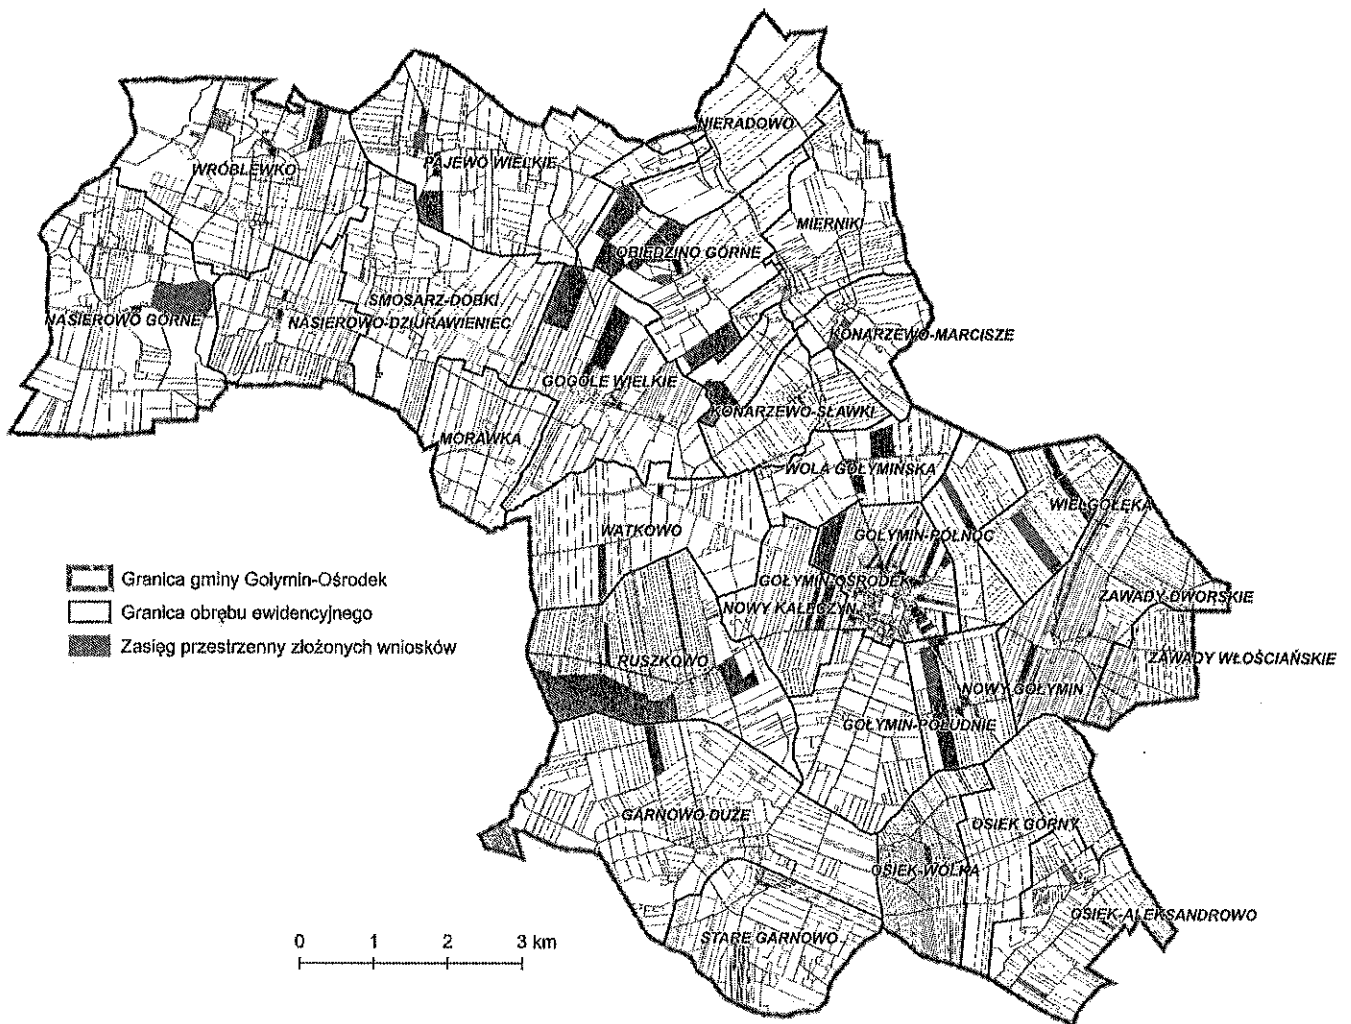 NIERADOWO
WRÓBLEWKO
PAJEWO WIELKIE
MIERNIKI
OBIEDZINO GÓRNE
SMOSARZ-DOBKI
NASIEROWO GÓRNE
NASIEROWO-DZIURAWIENIEC
KONARZEWO-MARCISZE
GOGOLE WIELKIE
KONARZEWO-SŁAWKI
MORAWKA
WOLA GOŁYMIŃSKA
WIELGOŁĘKA
WATKOWO
GOŁYMIN-PÓŁNOC
GOŁYMIN-OŚRODEK
NOWY KAŁĘCZYN
ZAWADY DWORSKIE
RUSZKOWO
ZAWADY WŁOŚCIAŃSKIE
NOWY GOŁYMIN
GOŁYMIN-POŁUDNIE
Granica gminy Gołymin-Ośrodek
Granica obrębu ewidencyjnego
Zasięg przestrzenny złożonych wniosków
GARNOWO DUŻE
OSIEK GÓRNY
OSIEK-WÓLKA
OSIEK-ALEKSANDROWO
STARE GARNOWO
0 1 2 3 km